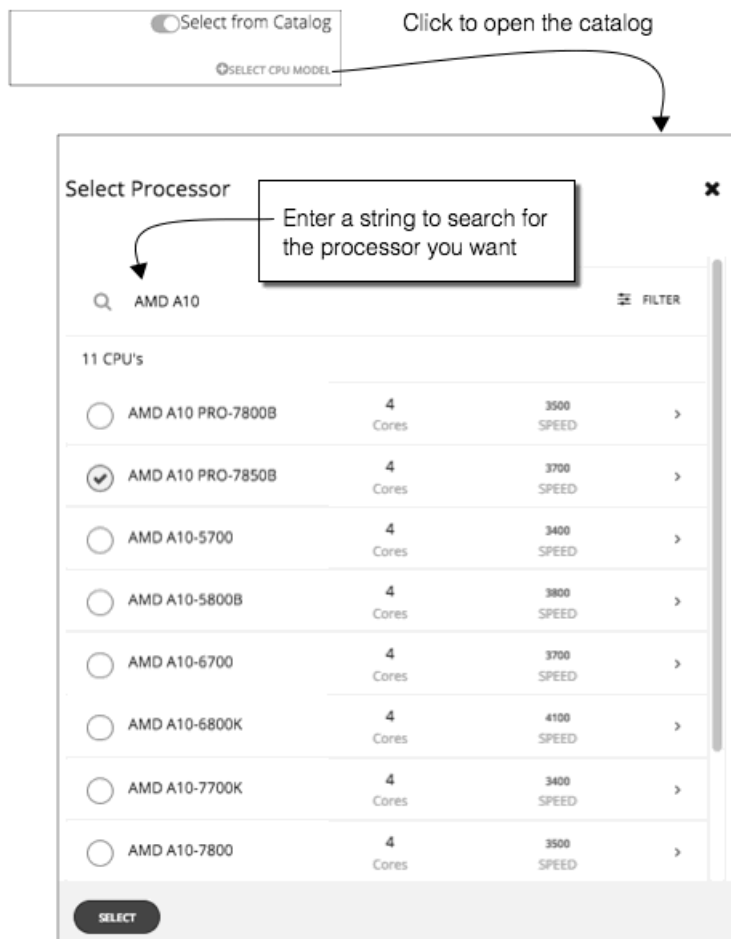 Select from Catalog
Click to open the catalog
SELECT CPU MODEL
Select Processor
Enter a string to search for
the processor you want
AMD A10
FILTER
11 CPU's
AMD A10 PRO-7800B 4 3500
Cores SPEED
AMD A10 PRO-7850B 4 3700
Cores SPEED
AMD A10-5700 4 3400
Cores SPEED
AMD A10-5800B 4 3800
Cores SPEED
AMD A10-6700 4 3700
Cores SPEED
AMD A10-6800K 4 4100
Cores SPEED
AMD A10-7700K 4 3400
Cores SPEED
AMD A10-7800 4 3500
Cores SPEED
SELECT